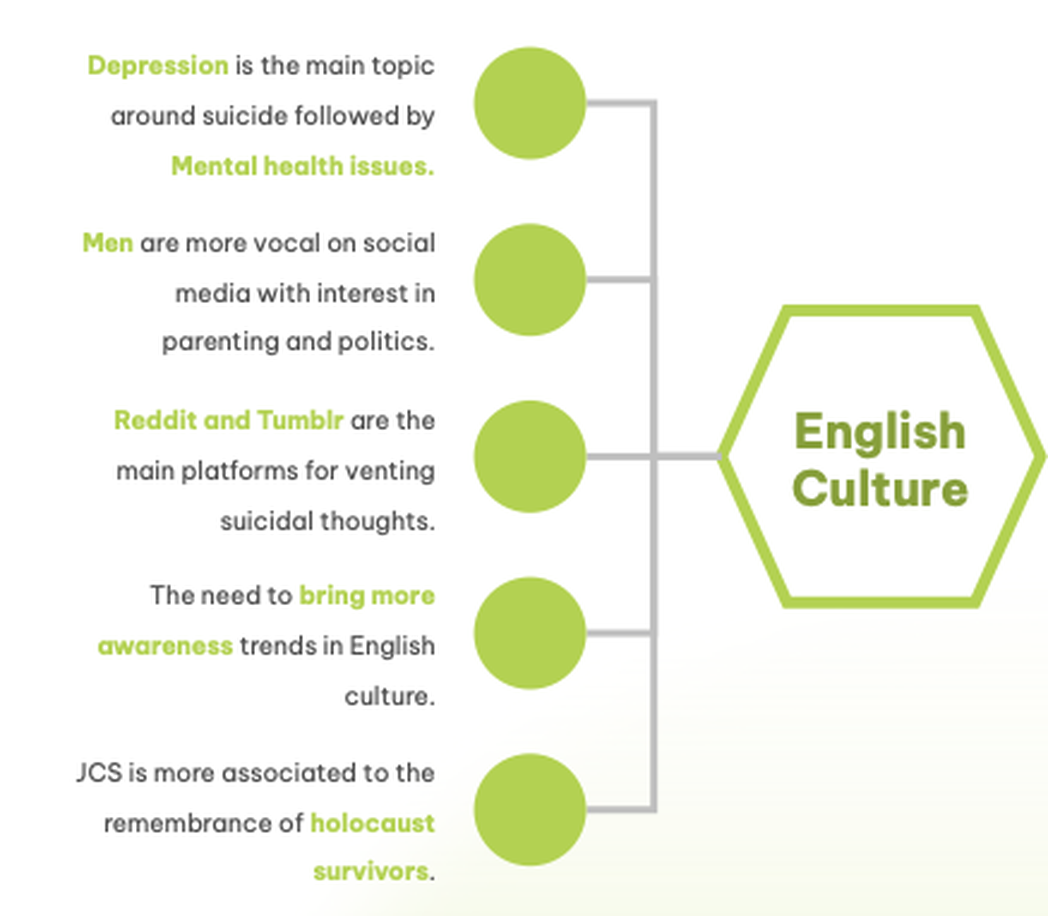 Depression is the main topic
around suicide followed by
Mental health issues.
Men are more vocal on social
media with interest in
parenting and politics.
Reddit and Tumblr are the
main platforms for venting
suicidal thoughts.
The need to bring more
awareness trends in English
culture.
JCS is more associated to the
remembrance of holocaust
survivors.
English
Culture